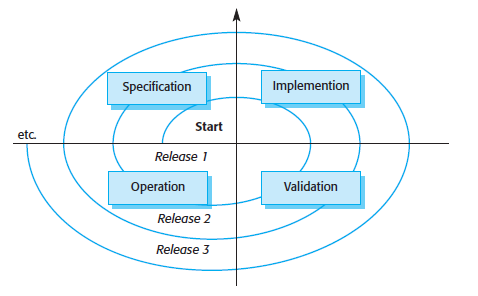 Specification
Implemention
Start
etc.
Release 1
Operation
Validation
Release 2
Release 3